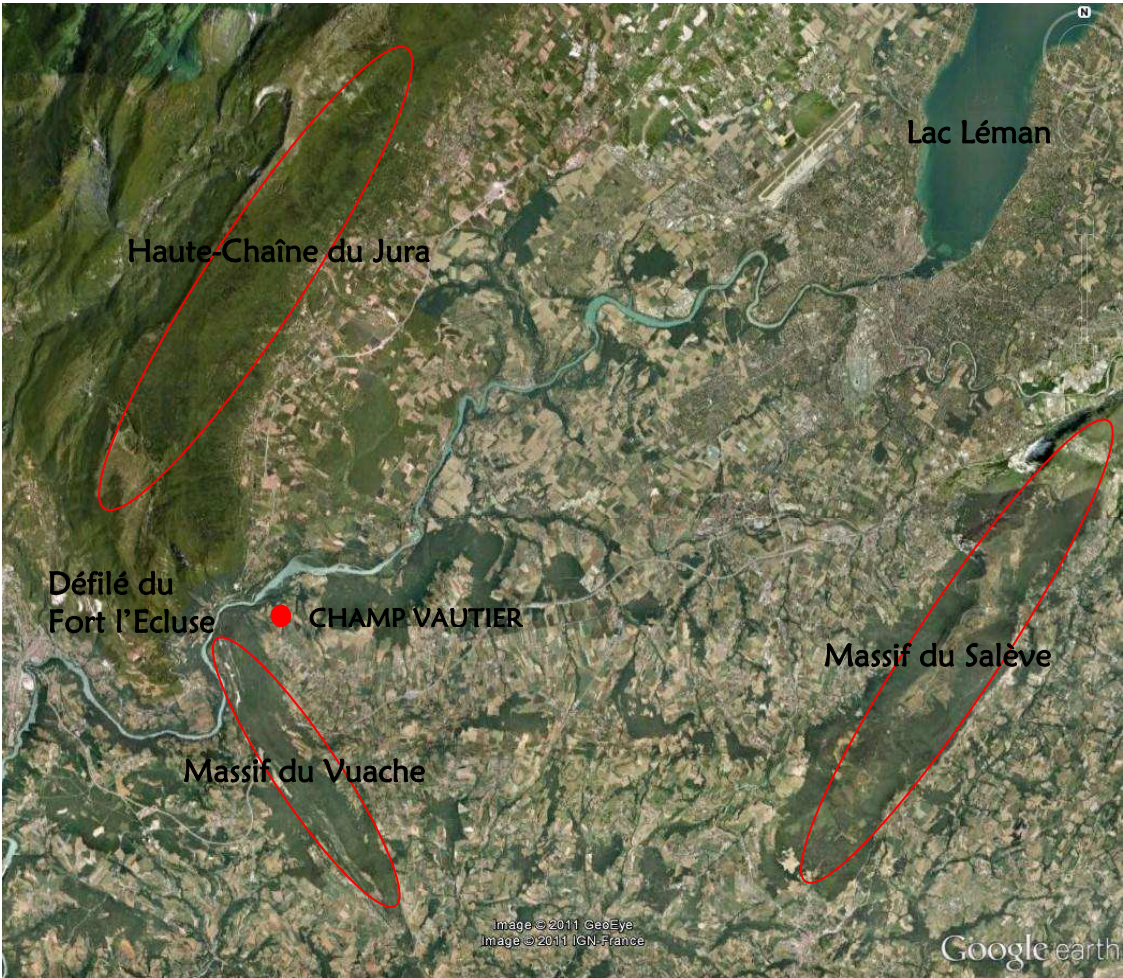 N
Lac Léman
Haute-Chaîne du Jura
Défilé du
Fort l'Ecluse
CHAMP VAUTIER
Massif du Salève
Massif du Vuache
Image © 2011 GeoEye
Image © 2011 IGN-France
Google earth